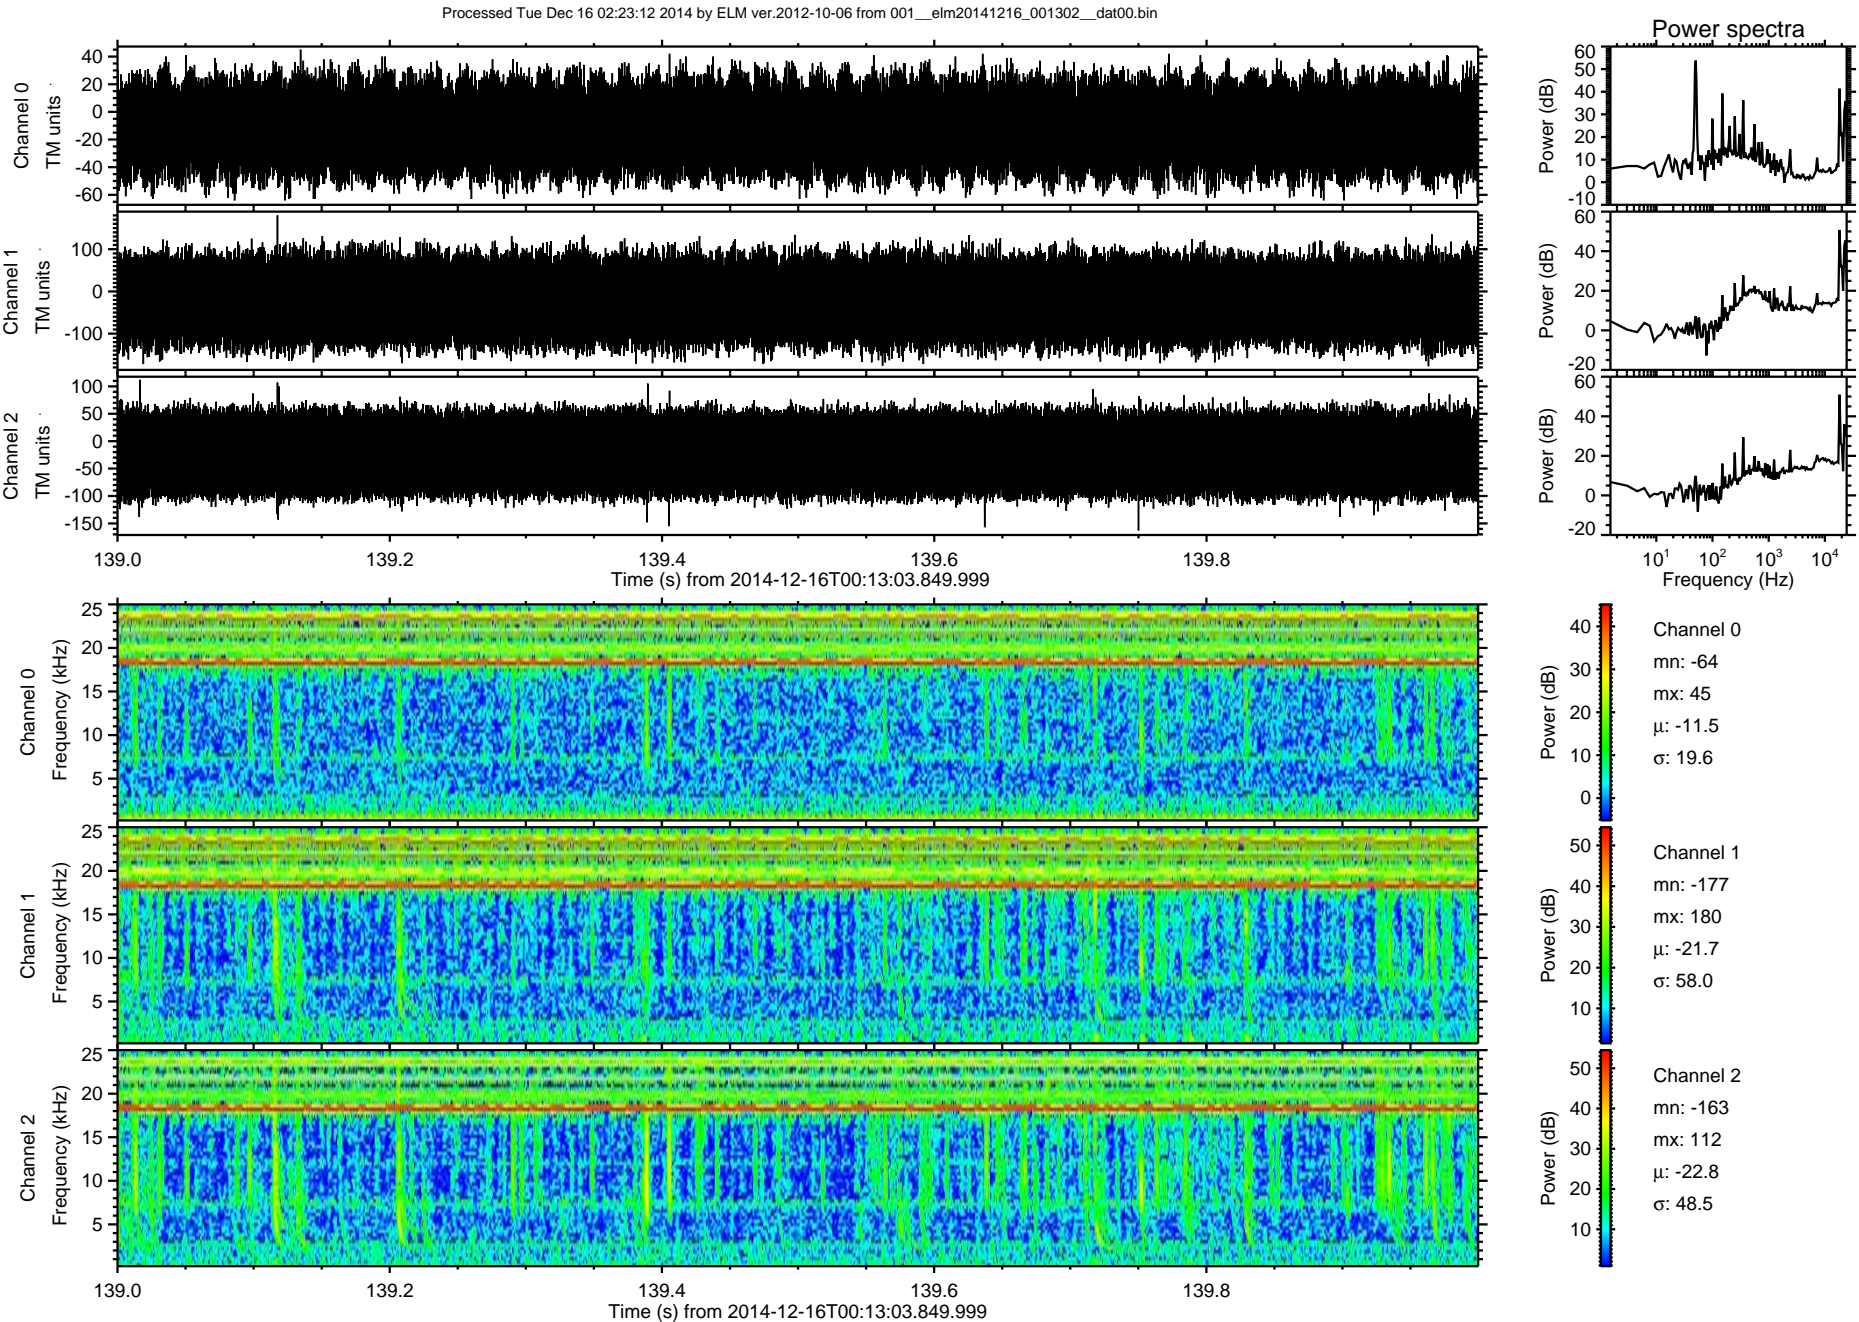 Processed Tue Dec 16 02:23:12 2014 by ELM ver.2012-10-06 from 001__elm20141216_001302__dat00.bin
Power spectra
Channel 0
TM units
40
20
0
-20
-40
-60
Power (dB)
60
50
40
30
20
10
0
-10
Channel 1
TM units
100
0
-100
Power (dB)
60
40
20
0
-20
Channel 2
TM units
100
50
0
-50
-100
-150
Power (dB)
60
40
20
0
-20
139.0 139.2 139.4 139.6 139.8
Time (s) from 2014-12-16T00:13:03.849.999
10^1 10^2 10^3 10^4
Frequency (Hz)
Channel 0
Frequency (kHz)
25
20
15
10
5
Power (dB)
40
30
20
10
0
Channel 0
mn: -64
mx: 45
μ: -11.5
σ: 19.6
Channel 1
Frequency (kHz)
25
20
15
10
5
Power (dB)
50
40
30
20
10
Channel 1
mn: -177
mx: 180
μ: -21.7
σ: 58.0
Channel 2
Frequency (kHz)
25
20
15
10
5
Power (dB)
50
40
30
20
10
Channel 2
mn: -163
mx: 112
μ: -22.8
σ: 48.5
139.0 139.2 139.4 139.6 139.8
Time (s) from 2014-12-16T00:13:03.849.999